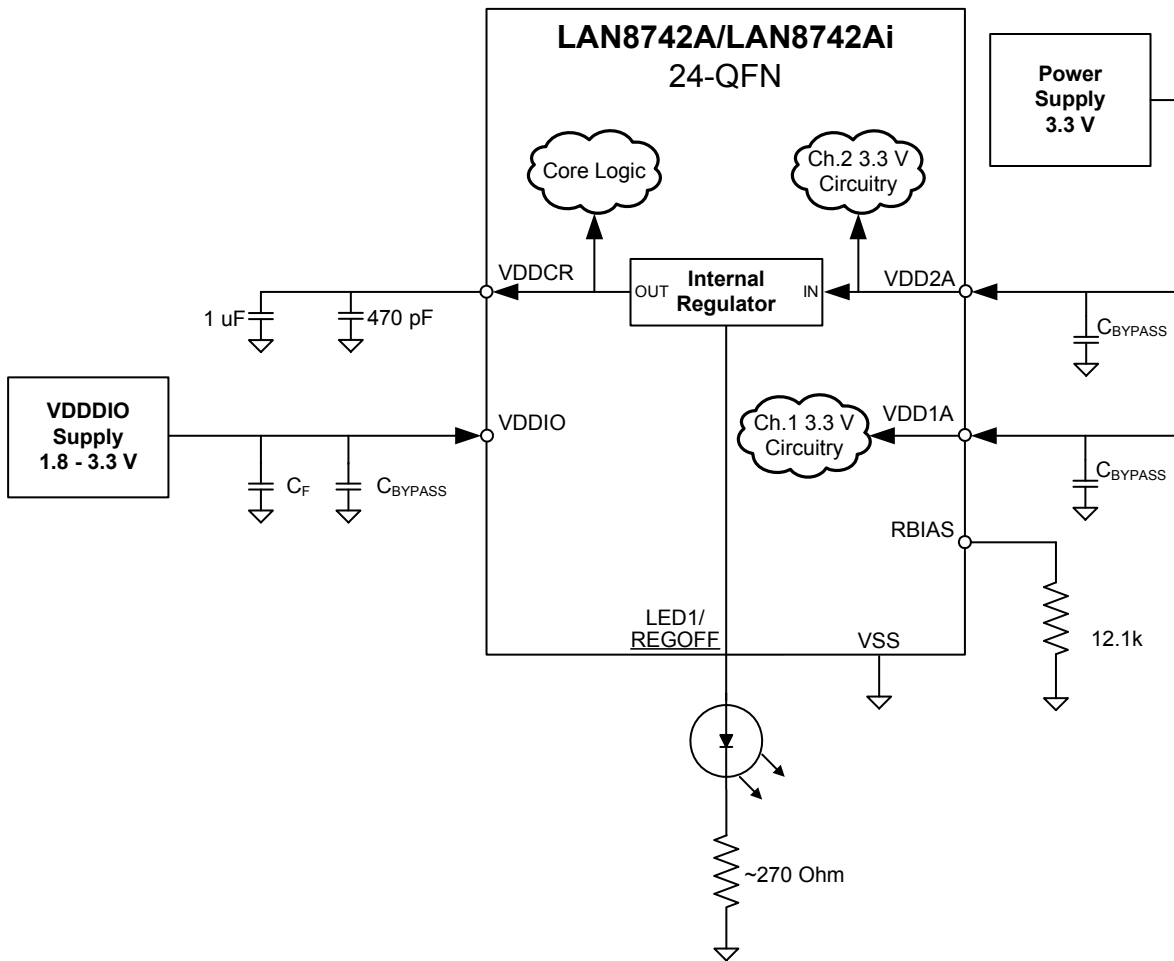 LAN8742A/LAN8742Ai
24-QFN
Power
Supply
3.3 V
Core Logic
Ch.2 3.3 V
Circuitry
VDDCR
OUT
Internal
Regulator
IN
VDD2A
1 uF
470 pF
CBYPASS
VDDDIO
Supply
1.8 - 3.3 V
VDDIO
Ch.1 3.3 V
Circuitry
VDD1A
CF
CBYPASS
CBYPASS
RBIAS
LED1/
REGOFF
VSS
12.1k
~270 Ohm